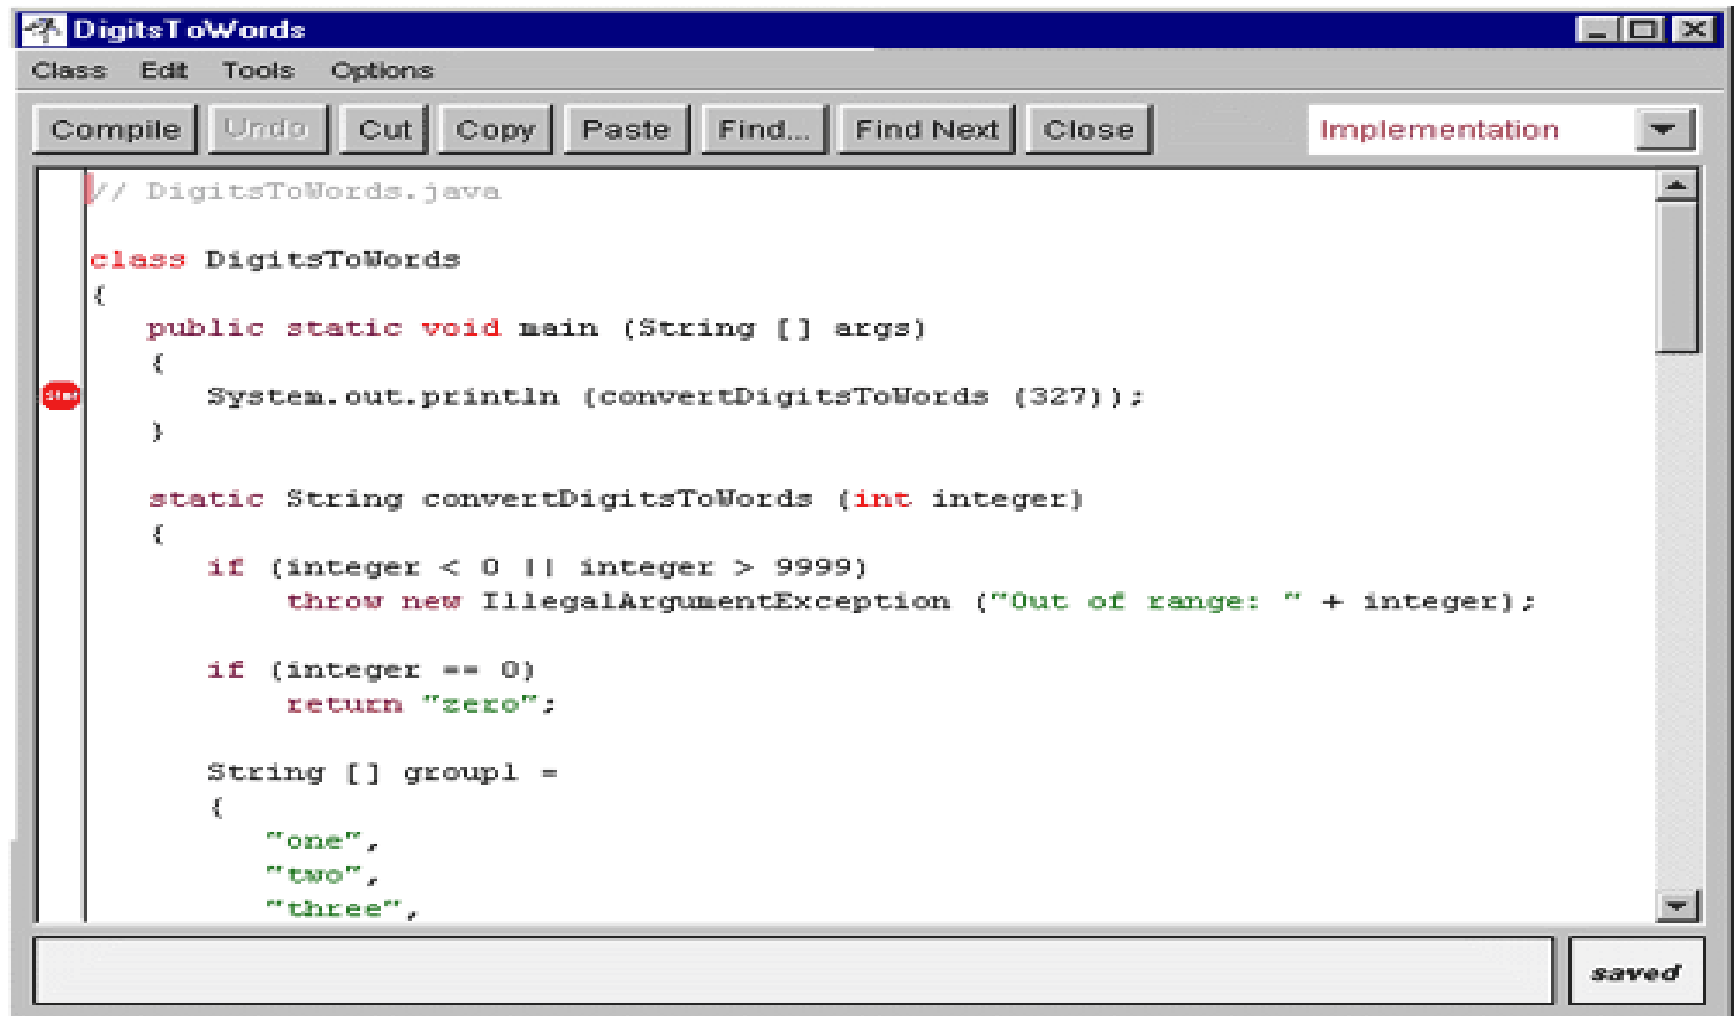 DigitsToWords
Class Edit Tools Options
Compile Undo Cut Copy Paste Find... Find Next Close Implementation
// DigitsToWords.java
class DigitsToWords
{
public static void main (String [] args)
{
System.out.println (convertDigitsToWords (327));
}
static String convertDigitsToWords (int integer)
{
if (integer < 0 || integer > 9999)
throw new IllegalArgumentException ("Out of range: " + integer);
if (integer == 0)
return "zero";
String [] group1 =
{
"one",
"two",
"three",
saved